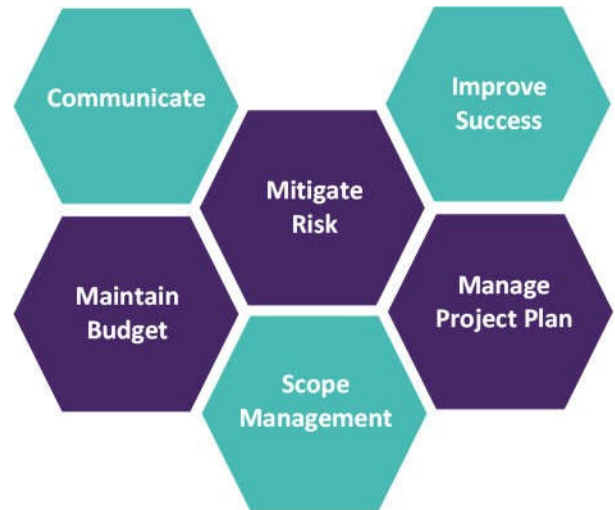 Communicate
Improve
Success
Mitigate
Risk
Maintain
Budget
Manage
Project Plan
Scope
Management